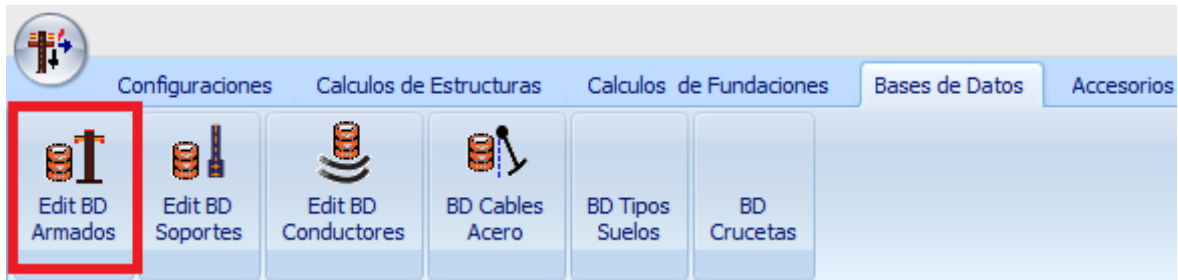 Configuraciones Calculos de Estructuras Calculos de Fundaciones Bases de Datos Accesorios
Edit BD
Armados
Edit BD
Soportes
Edit BD
Conductores
BD Cables
Acero
BD Tipos
Suelos
BD
Crucetas